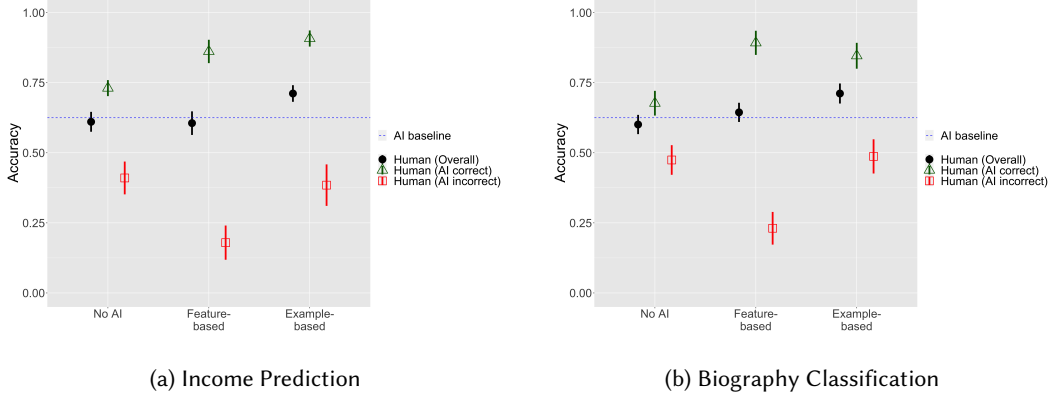 1.00
0.75
0.50
0.25
0.00
Accuracy
No AI
Feature-
based
Example-
based
AI baseline
Human (Overall)
Human (AI correct)
Human (AI incorrect)
(a) Income Prediction
1.00
0.75
0.50
0.25
0.00
Accuracy
No AI
Feature-
based
Example-
based
AI baseline
Human (Overall)
Human (AI correct)
Human (AI incorrect)
(b) Biography Classification